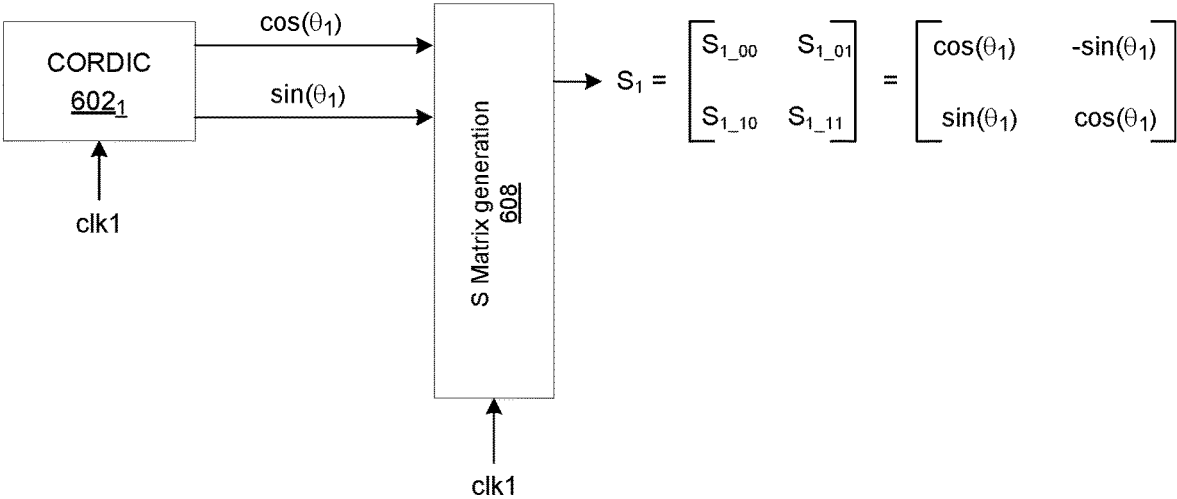 cos(θ₁)
CORDIC
602₁
sin(θ₁)
clk1
S Matrix generation
608
clk1
S₁ = [ S₁_₀₀ S₁_₀₁ ] = [ cos(θ₁) -sin(θ₁) ]
[ S₁_₁₀ S₁_₁₁ ] [ sin(θ₁) cos(θ₁) ]